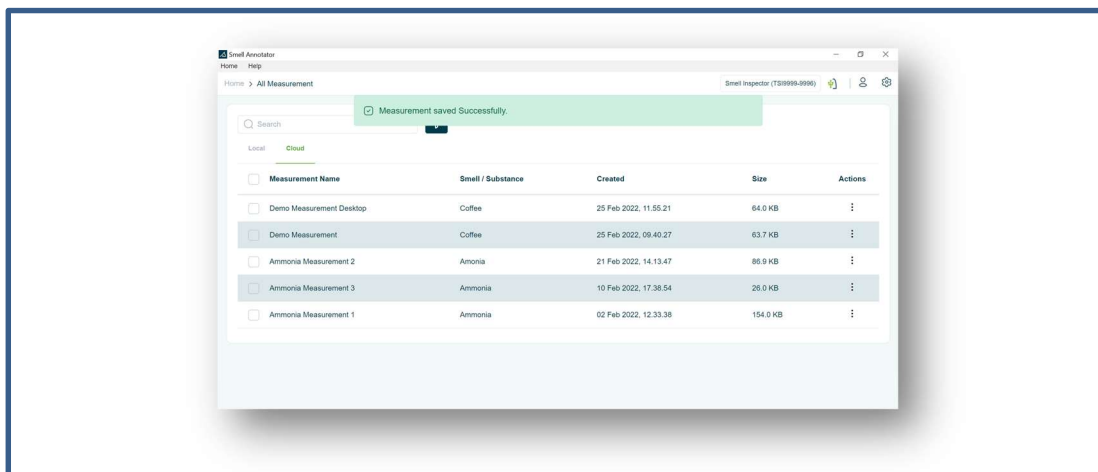 Smell Annotator
Home Help
Home > All Measurement Smell Inspector (TSI9999-9996)
Measurement saved Successfully.
Search
Local Cloud
Measurement Name Smell / Substance Created Size Actions
Demo Measurement Desktop Coffee 25 Feb 2022, 11.55.21 64.0 KB
Demo Measurement Coffee 25 Feb 2022, 09.40.27 63.7 KB
Ammonia Measurement 2 Amonia 21 Feb 2022, 14.13.47 86.9 KB
Ammonia Measurement 3 Ammonia 10 Feb 2022, 17.38.54 26.0 KB
Ammonia Measurement 1 Ammonia 02 Feb 2022, 12.33.38 154.0 KB